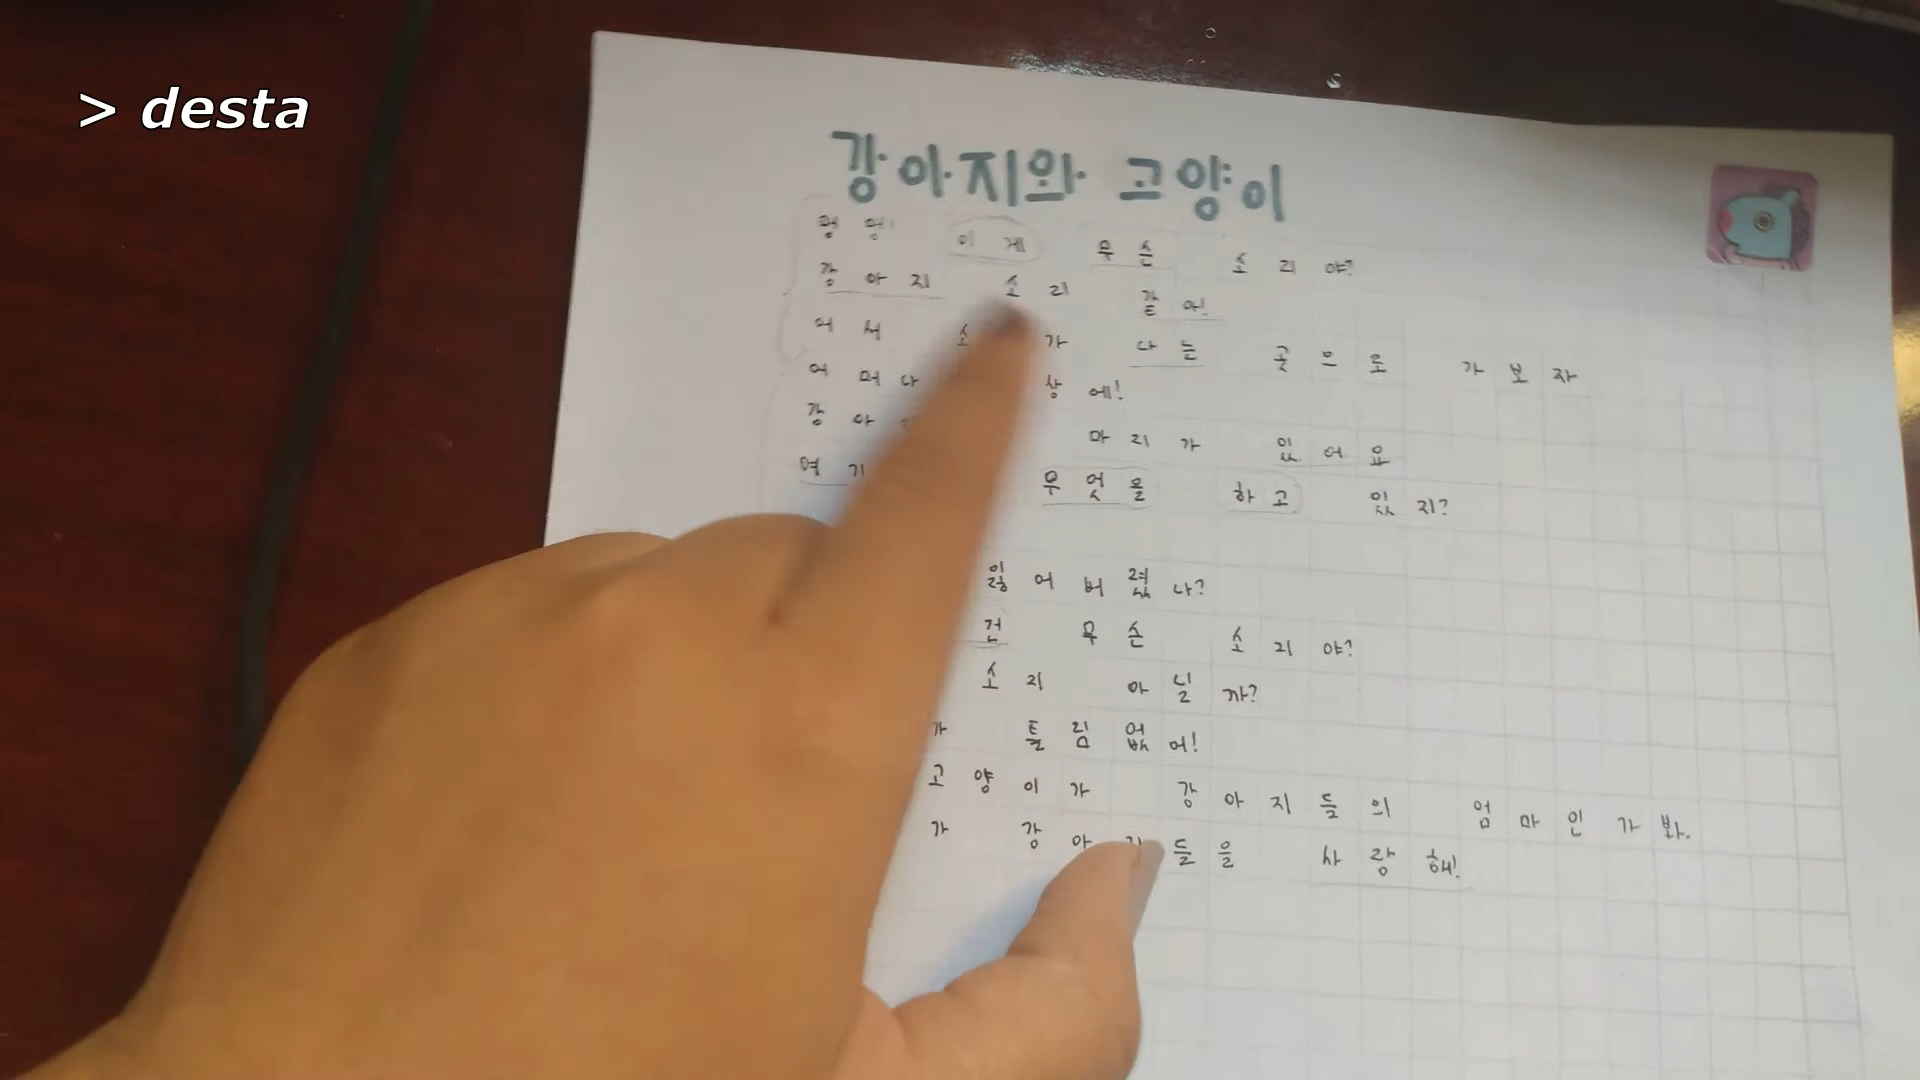 > desta
강아지와 고양이
멍 멍! 이게 무슨 소리야?
강아지 소리 같아!
어서 가 나는 곳으로 가보자
어머나 상에!
강아 마리가 있어요
여기 무엇을 하고 있지?
잃어버렸나?
건 무슨 소리야?
소리 아닐까?
가 틀림없어!
고양이가 강아지들의 엄마인가봐.
가 강아지들을 사랑해!